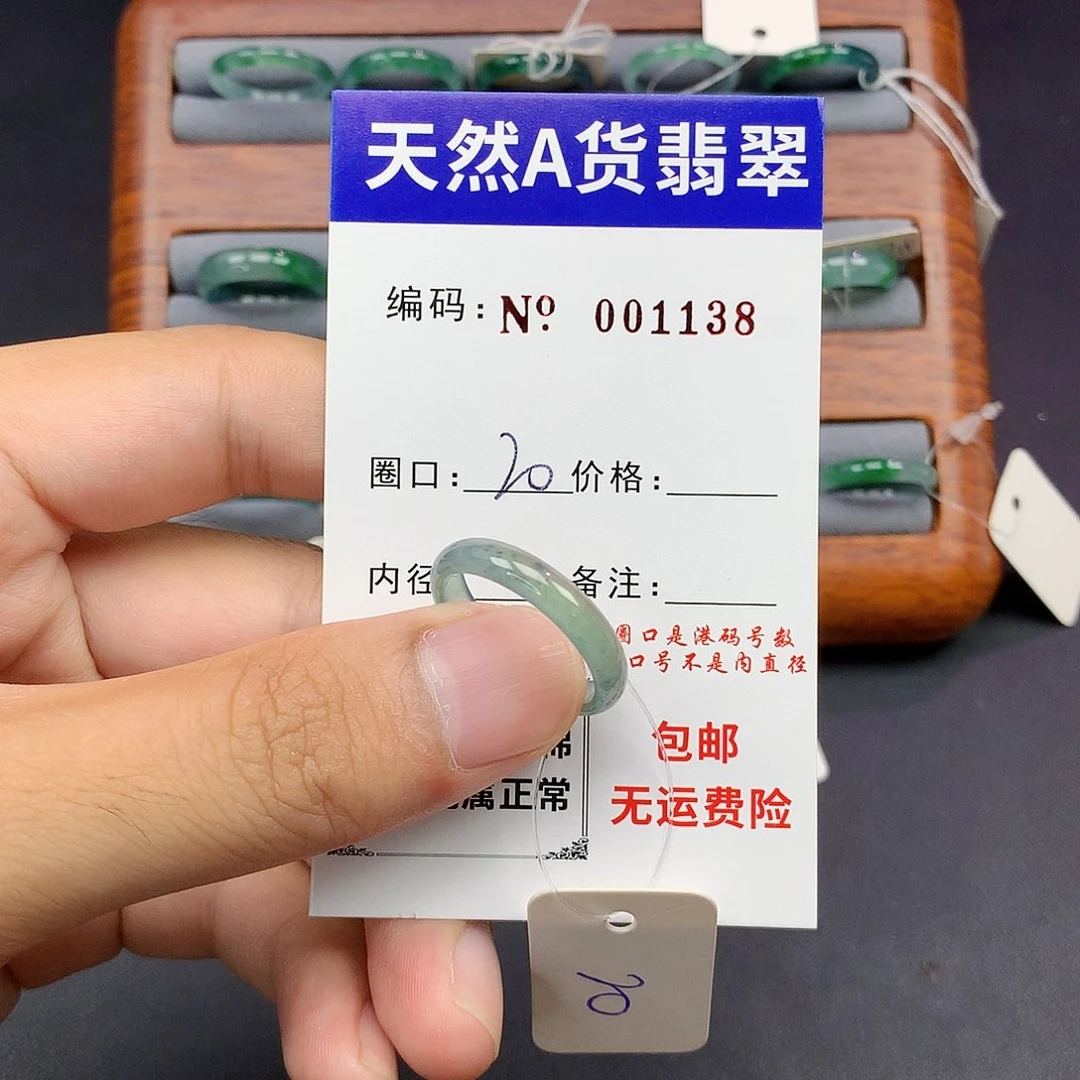 天然A货翡翠
编码:No. 001138
圈口:20 价格:
内径 备注:
圈口是港码号数
口号不是内直径
包邮
属正常
无运费险
20